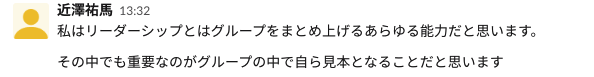 近澤祐馬 13:32
私はリーダーシップとはグループをまとめ上げるあらゆる能力だと思います。
その中でも重要なのがグループの中で自ら見本となることだと思います